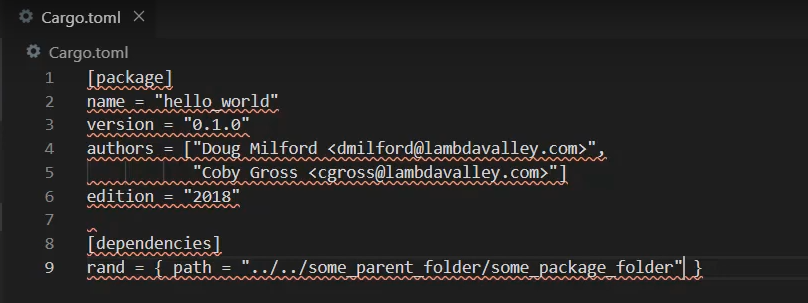 Cargo.toml
Cargo.toml
1 [package]
2 name = "hello_world"
3 version = "0.1.0"
4 authors = ["Doug Milford <dmilford@lambdavalley.com>",
5 "Coby Gross <cgross@lambdavalley.com>"]
6 edition = "2018"
7
8 [dependencies]
9 rand = { path = "../../some_parent_folder/some_package_folder" }